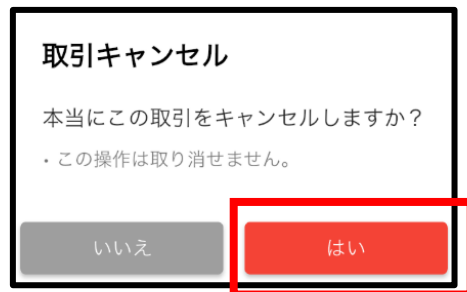 取引キャンセル
本当にこの取引をキャンセルしますか？
・この操作は取り消せません。
いいえ
はい